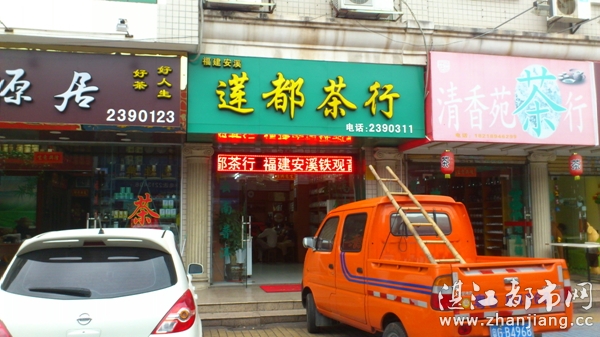 源居
好茶
好人生
2390123
茶
福建安溪
莲都茶行
电话:2390311
都茶行 福建安溪铁观音
清香苑茶行
B4968
湛江都市网
www.zhanjiang.cc